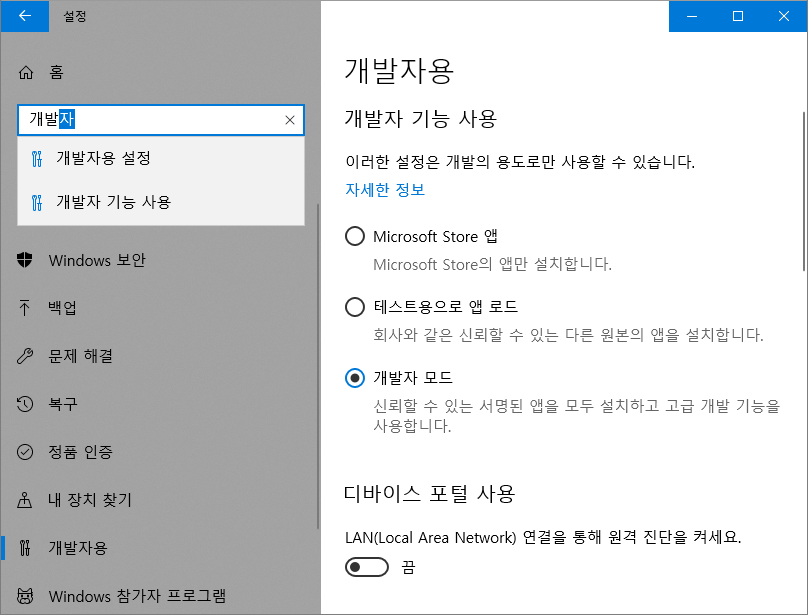 설정
홈
개발자
개발자용 설정
개발자 기능 사용
Windows 보안
백업
문제 해결
복구
정품 인증
내 장치 찾기
개발자용
Windows 참가자 프로그램
개발자용
개발자 기능 사용
이러한 설정은 개발의 용도로만 사용할 수 있습니다.
자세한 정보
Microsoft Store 앱
Microsoft Store의 앱만 설치합니다.
테스트용으로 앱 로드
회사와 같은 신뢰할 수 있는 다른 원본의 앱을 설치합니다.
개발자 모드
신뢰할 수 있는 서명된 앱을 모두 설치하고 고급 개발 기능을
사용합니다.
디바이스 포털 사용
LAN(Local Area Network) 연결을 통해 원격 진단을 켜세요.
끔